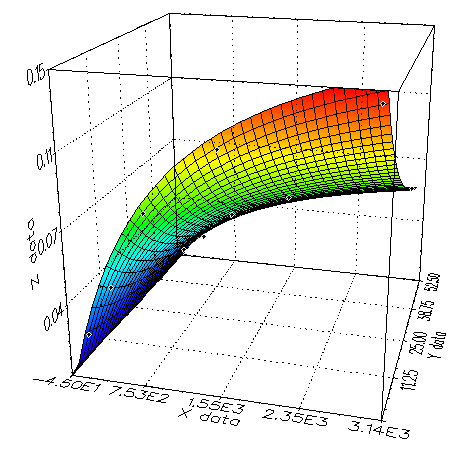 0.15
0.11
0.07
0.04
Z data
-4.50E1
7.53E2
1.55E3
2.35E3
3.14E3
X data
11.25
25.00
38.75
52.50
Y data